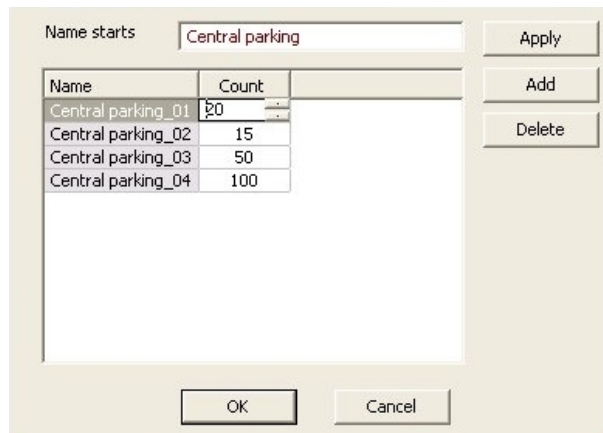 Name starts Central parking Apply
Name Count Add
Central parking_01 20
Central parking_02 15 Delete
Central parking_03 50
Central parking_04 100
OK Cancel